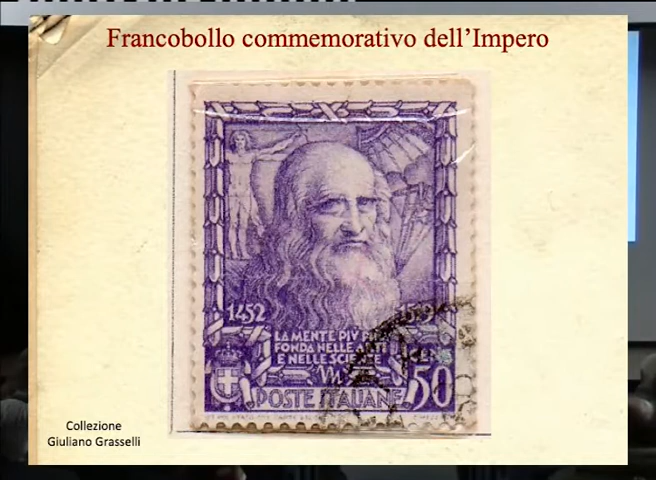 Francobollo commemorativo dell'Impero
1452
LA MENTE PIV
FONDA NELLE ARTI
E NELLE SCIENZE
50
POSTE ITALIANE
Collezione
Giuliano Grasselli